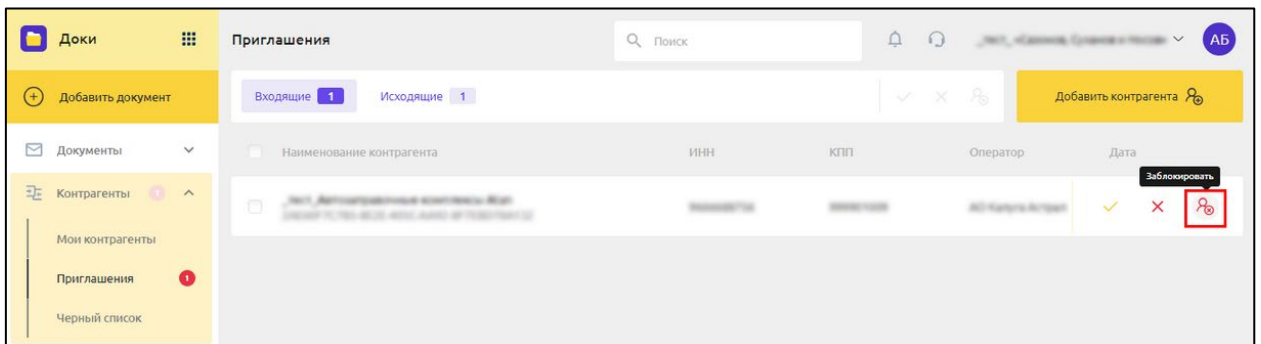 Доки
Приглашения
Поиск
АБ
Добавить документ
Входящие 1
Исходящие 1
Добавить контрагента
Документы
Наименование контрагента
ИНН
КПП
Оператор
Дата
Контрагенты 1
Заблокировать
Мои контрагенты
Приглашения 1
Черный список